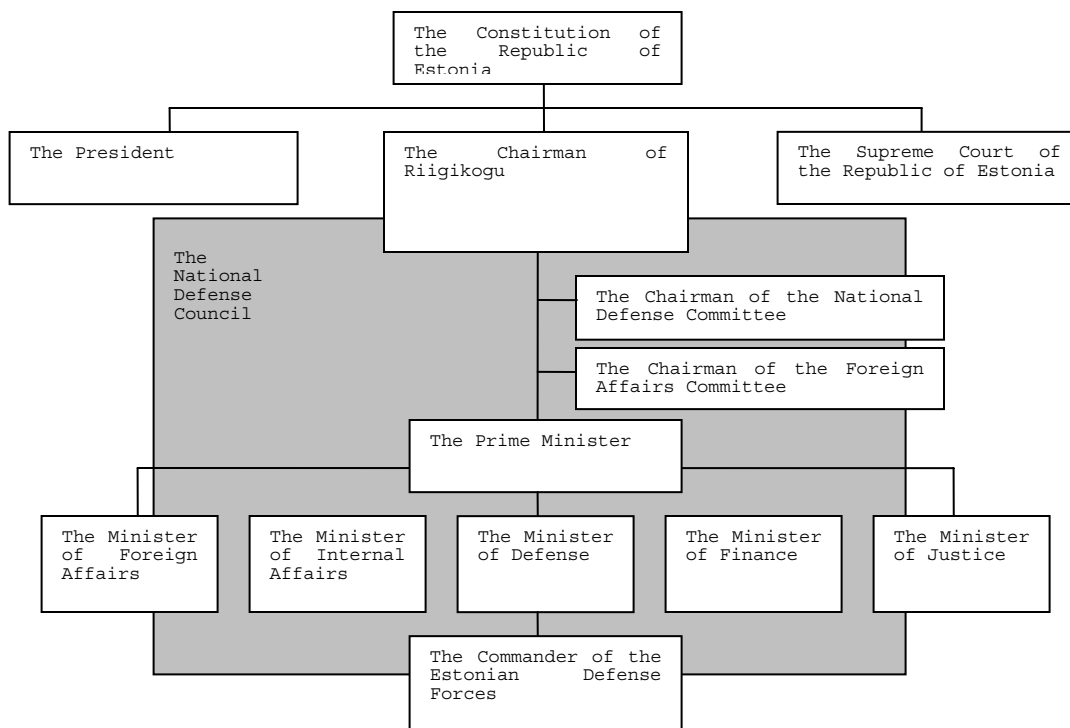 The Constitution of
the Republic of
Estonia
The President
The Chairman of
Riigikogu
The Supreme Court of
the Republic of Estonia
The
National
Defense
Council
The Chairman of the National
Defense Committee
The Chairman of the Foreign
Affairs Committee
The Prime Minister
The Minister
of Foreign
Affairs
The Minister
of Internal
Affairs
The Minister
of Defense
The Minister
of Finance
The Minister
of Justice
The Commander of the
Estonian Defense
Forces